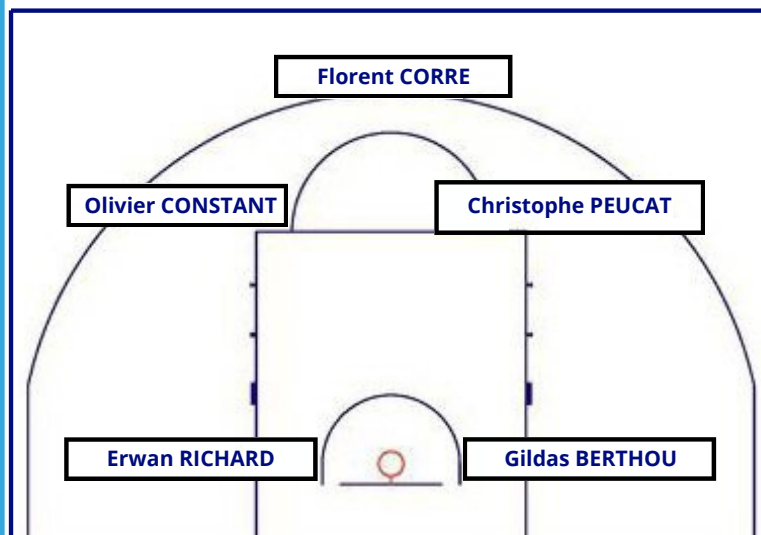 Florent CORRE
Olivier CONSTANT
Christophe PEUCAT
Erwan RICHARD
Gildas BERTHOU